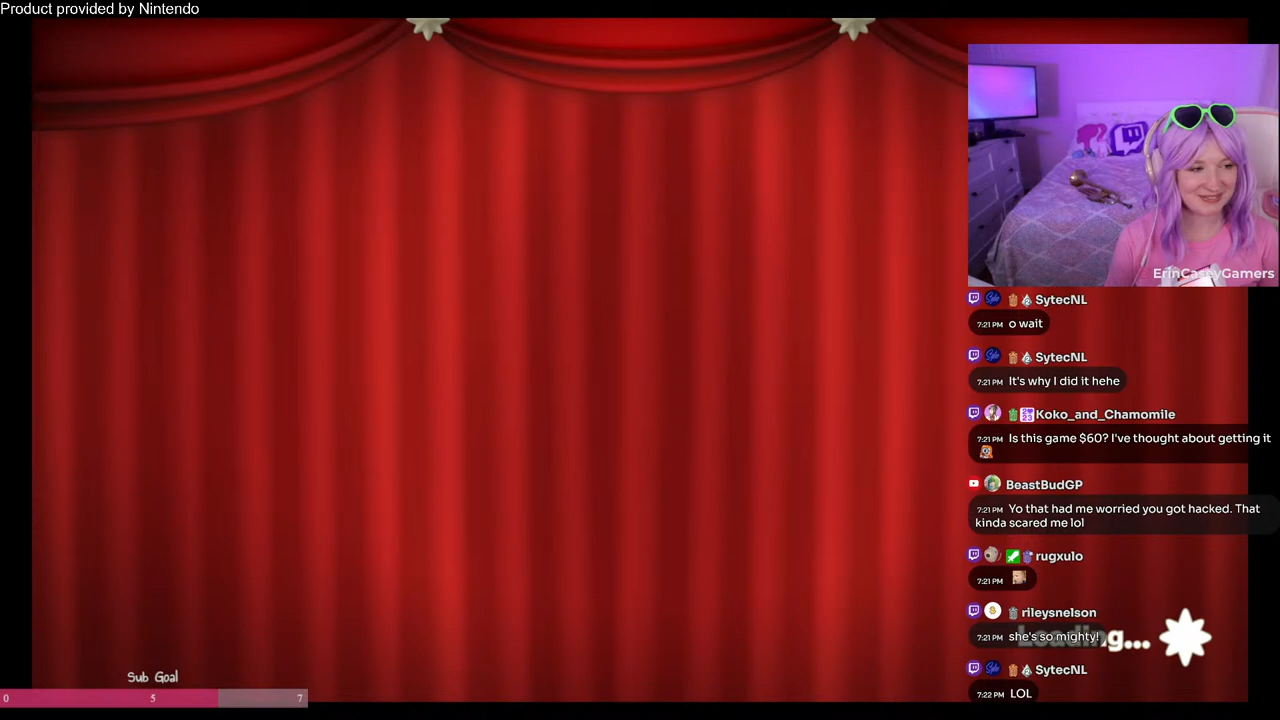 Product provided by Nintendo
ErinCaseyGamers
SytecNL
7:21 PM o wait
SytecNL
7:21 PM It's why I did it hehe
Koko_and_Chamomile
7:21 PM Is this game $60? I've thought about getting it
BeastBudGP
7:21 PM Yo that had me worried you got hacked. That
kinda scared me lol
rugxulo
7:21 PM
rileysnelson
7:21 PM she's so mighty!
Loading...
SytecNL
7:22 PM LOL
Sub Goal
0 5 7